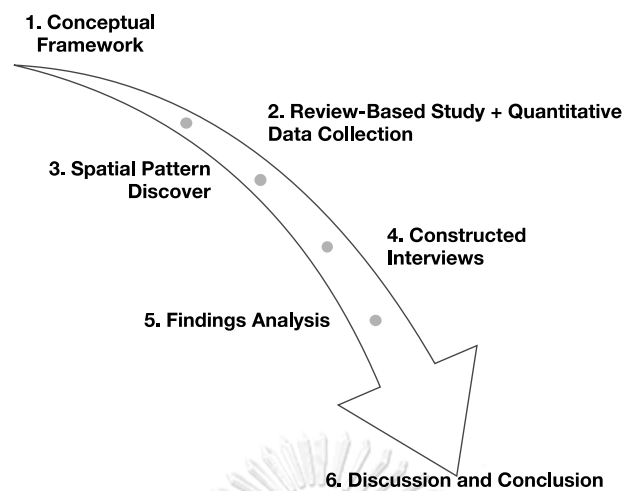 1. Conceptual
Framework
2. Review-Based Study + Quantitative
Data Collection
3. Spatial Pattern
Discover
4. Constructed
Interviews
5. Findings Analysis
6. Discussion and Conclusion